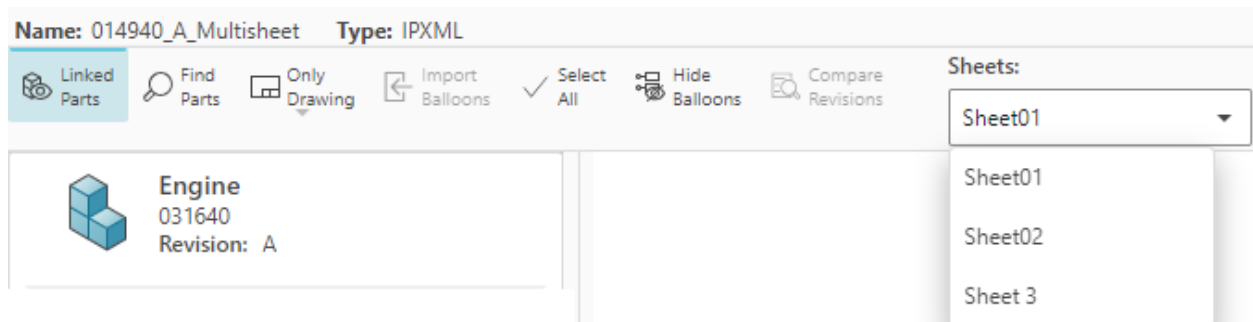 Name: 014940_A_Multisheet Type: IPXML
Linked Parts
Find Parts
Only Drawing
Import Balloons
Select All
Hide Balloons
Compare Revisions
Sheets:
Sheet01
Engine
031640
Revision: A
Sheet01
Sheet02
Sheet 3